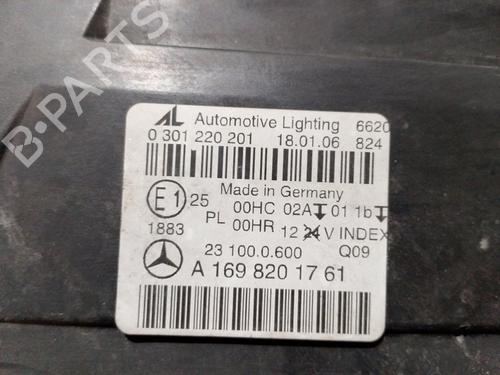 B-PARTS
AL Automotive Lighting 6620
0 301 220 201 18.01.06 824
Made in Germany
E1 25 00HC 02A 01 1b
PL 00HR 12 24 V INDEX
1883
23 100.0.600 Q09
A 169 820 17 61